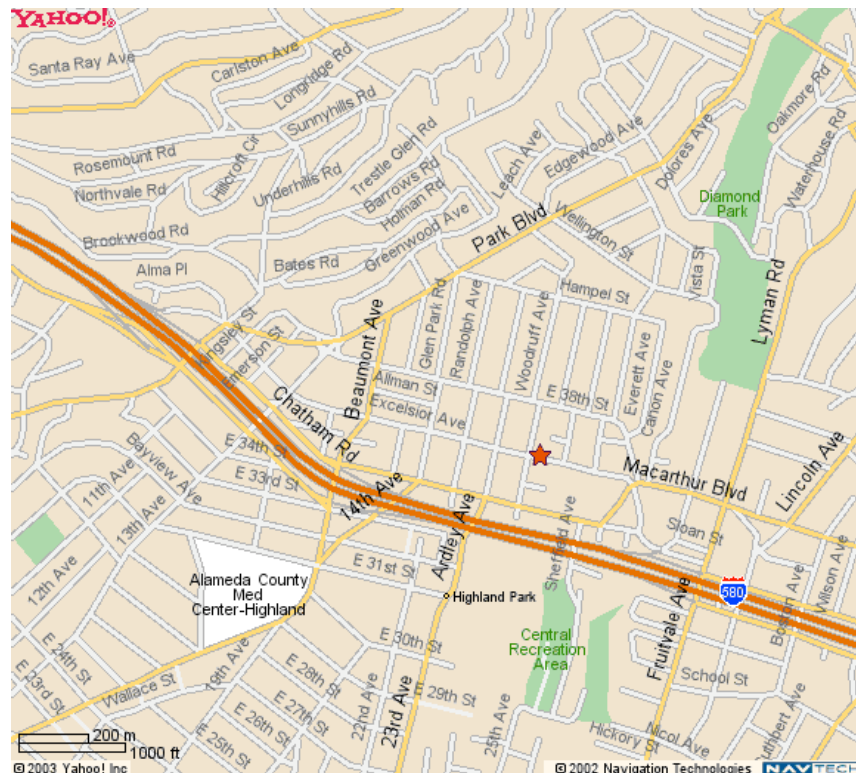 YAHOO!®
Santa Ray Ave
Carlston Ave
Longridge Rd
Sunnyhills Rd
Oakmore Rd
Waterhouse Rd
Rosemount Rd
Hillcroft Cir
Northvale Rd
Underhills Rd
Trestle Glen Rd
Barrows Rd
Holman Rd
Leach Ave
Edgewood Ave
Dolores Ave
Diamond
Park
Brookwood Rd
Greenwood Ave
Park Blvd
Wellington St
Vista St
Alma Pl
Bates Rd
Hampel St
Lyman Rd
Kingsley St
Emerson St
Beaumont Ave
Glen Park Rd
Randolph Ave
Woodruff Ave
Allman St
E 38th St
Everett Ave
Canon Ave
Excelsior Ave
Chatham Rd
Macarthur Blvd
Lincoln Ave
Bayview Ave
E 34th St
E 33rd St
11th Ave
13th Ave
12th Ave
14th Ave
Ardley Ave
Sheffield Ave
Sloan St
E 31st St
Alameda County
Med
Center-Highland
Highland Park
580
Fruitvale Ave
Boston Ave
Wilson Ave
Central
Recreation
Area
E 30th St
19th Ave
E 24th St
E 23rd St
Wallace St
E 28th St
E 27th St
E 26th St
E 25th St
22nd Ave
23rd Ave
E 29th St
25th Ave
School St
Nicol Ave
Hickory St
Cuthbert Ave
200 m
1000 ft
©2003 Yahoo! Inc
©2002 Navigation Technologies
NAVTECH